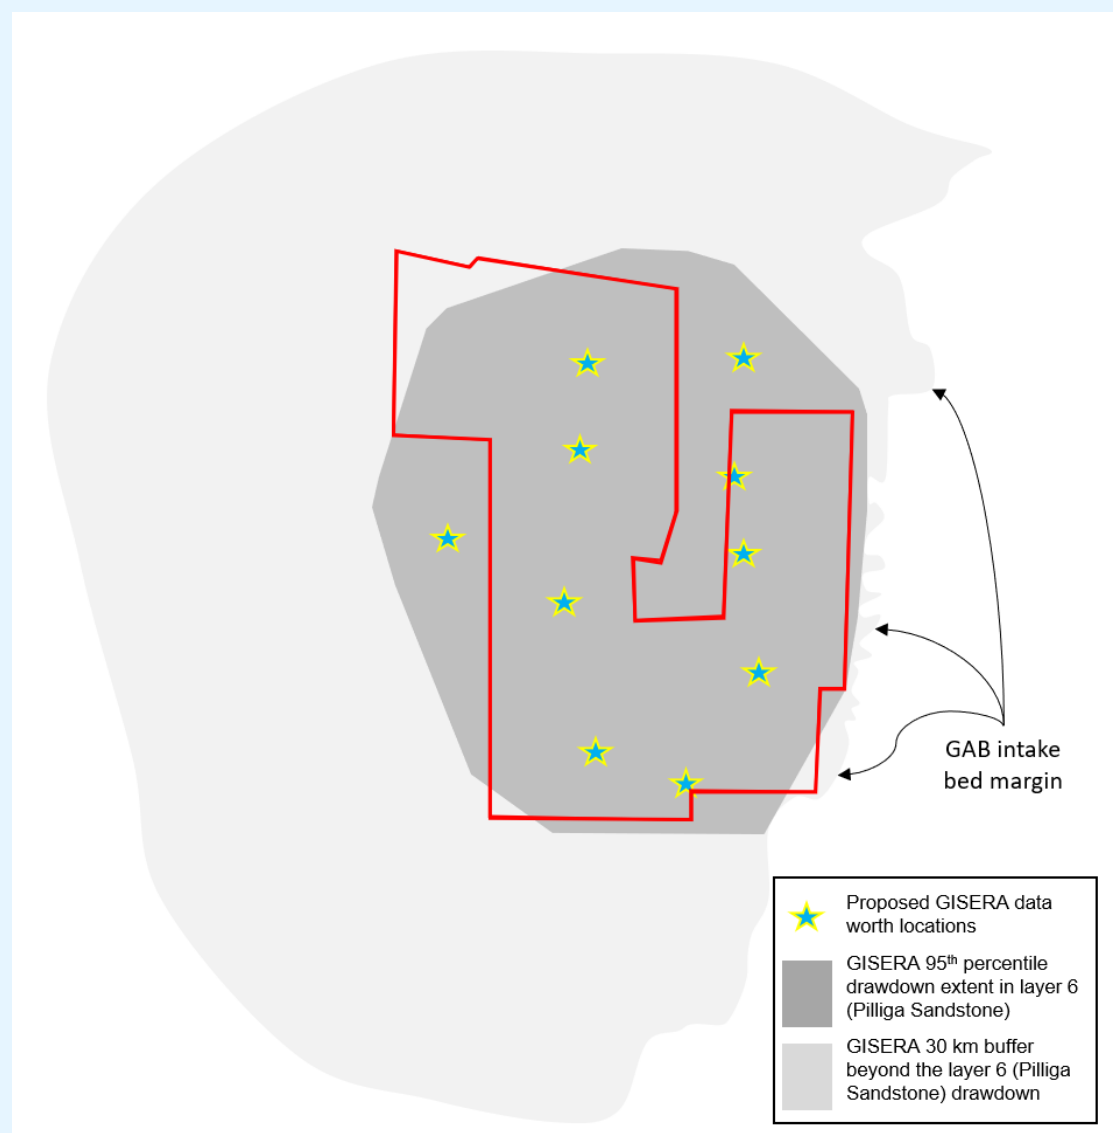 GAB intake
bed margin
Proposed GISERA data
worth locations
GISERA 95th percentile
drawdown extent in layer 6
(Pilliga Sandstone)
GISERA 30 km buffer
beyond the layer 6 (Pilliga
Sandstone) drawdown